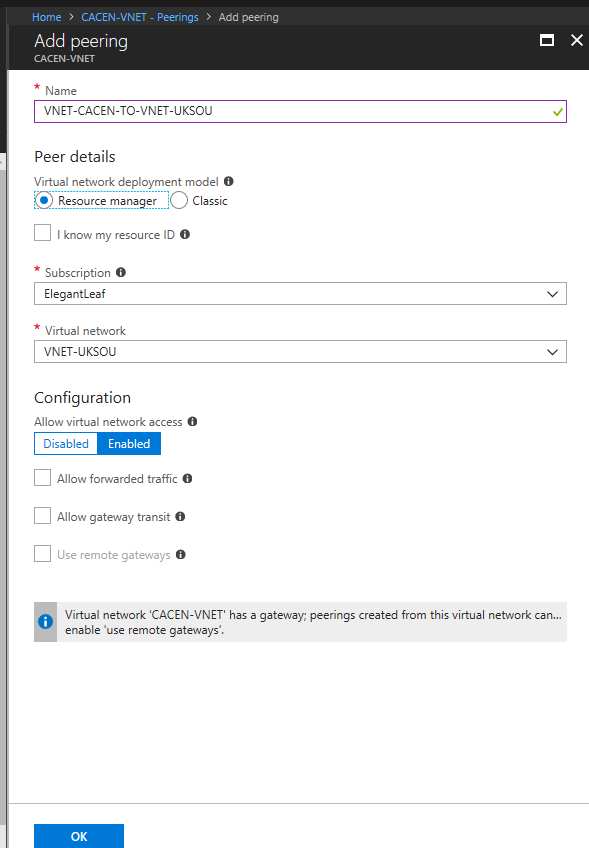 Home > CACEN-VNET - Peerings > Add peering
Add peering
CACEN-VNET
* Name
VNET-CACEN-TO-VNET-UKSOU
Peer details
Virtual network deployment model
Resource manager Classic
I know my resource ID
* Subscription
ElegantLeaf
* Virtual network
VNET-UKSOU
Configuration
Allow virtual network access
Disabled Enabled
Allow forwarded traffic
Allow gateway transit
Use remote gateways
Virtual network 'CACEN-VNET' has a gateway; peerings created from this virtual network can...
enable 'use remote gateways'.
OK